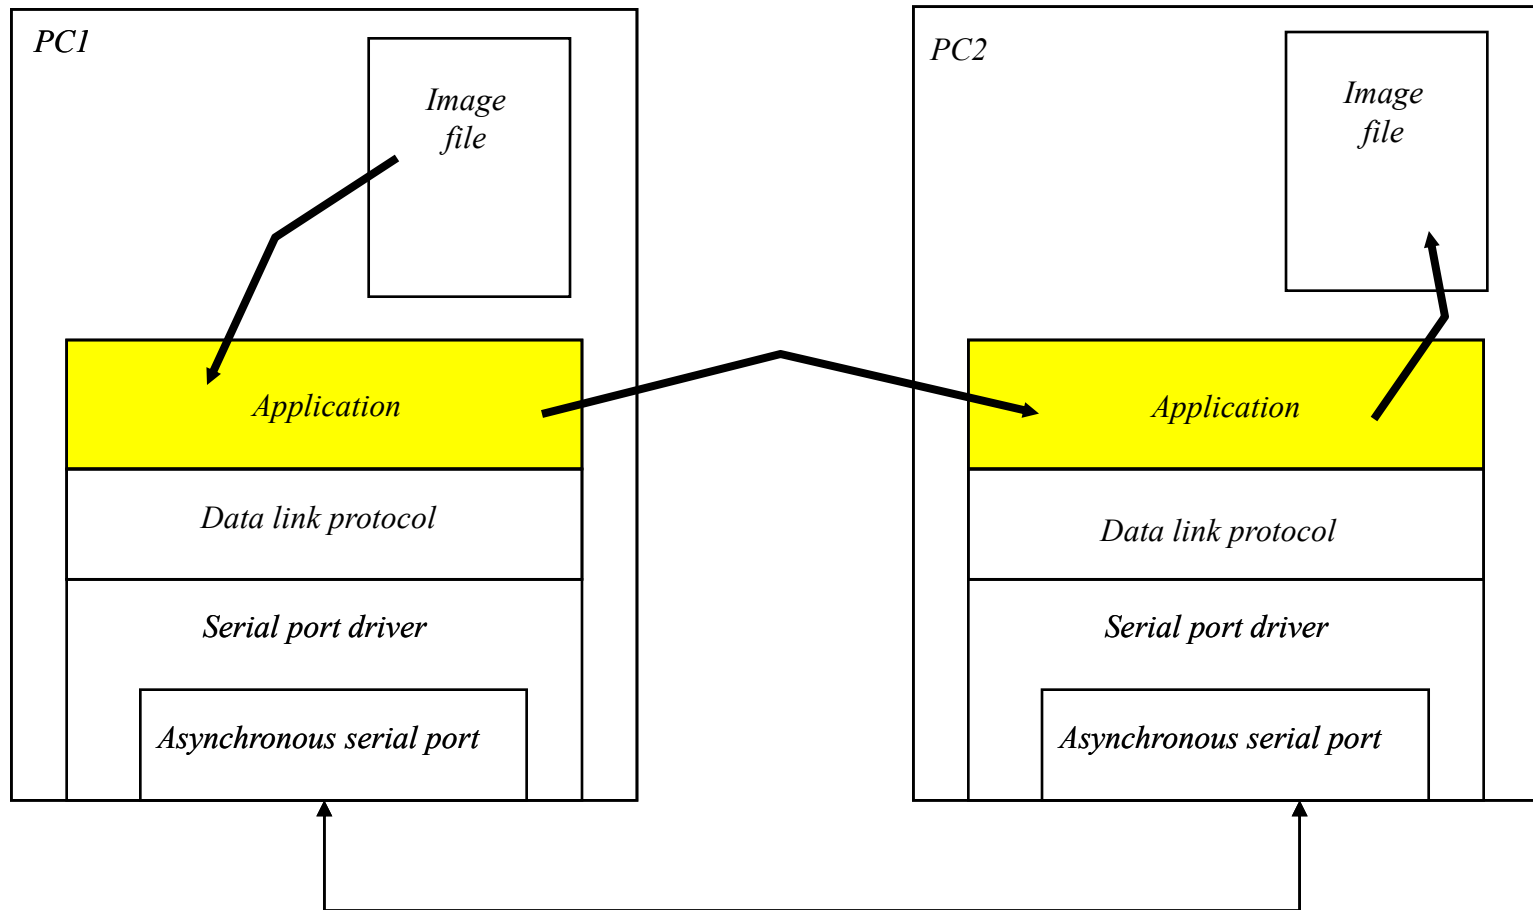 PC1
Image
file
Application
Data link protocol
Serial port driver
Asynchronous serial port
PC2
Image
file
Application
Data link protocol
Serial port driver
Asynchronous serial port